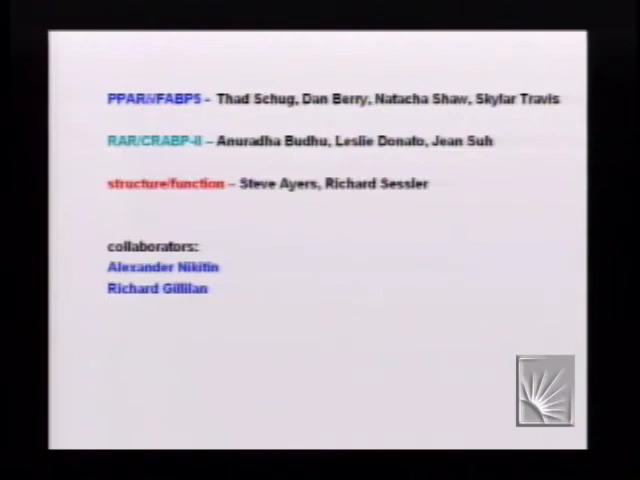 PPARδ/FABP5 - Thad Schug, Dan Berry, Natacha Shaw, Skylar Travis
RAR/CRABP-II – Anuradha Budhu, Leslie Donato, Jean Suh
structure/function – Steve Ayers, Richard Sessler
collaborators:
Alexander Nikitin
Richard Gillilan